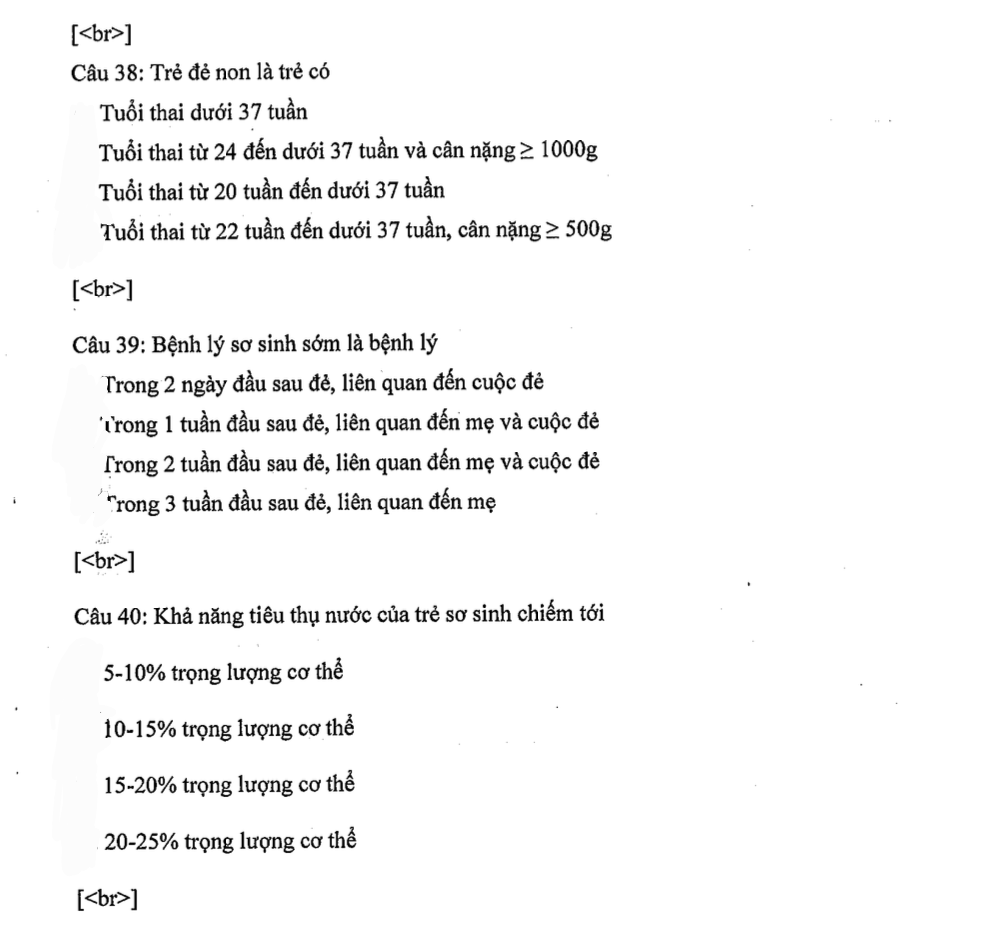 [<br>]
Câu 38: Trẻ đẻ non là trẻ có
Tuổi thai dưới 37 tuần
Tuổi thai từ 24 đến dưới 37 tuần và cân nặng ≥ 1000g
Tuổi thai từ 20 tuần đến dưới 37 tuần
Tuổi thai từ 22 tuần đến dưới 37 tuần, cân nặng ≥ 500g
[<br>]
Câu 39: Bệnh lý sơ sinh sớm là bệnh lý
Trong 2 ngày đầu sau đẻ, liên quan đến cuộc đẻ
Trong 1 tuần đầu sau đẻ, liên quan đến mẹ và cuộc đẻ
Trong 2 tuần đầu sau đẻ, liên quan đến mẹ và cuộc đẻ
Trong 3 tuần đầu sau đẻ, liên quan đến mẹ
[<br>]
Câu 40: Khả năng tiêu thụ nước của trẻ sơ sinh chiếm tới
5-10% trọng lượng cơ thể
10-15% trọng lượng cơ thể
15-20% trọng lượng cơ thể
20-25% trọng lượng cơ thể
[<br>]